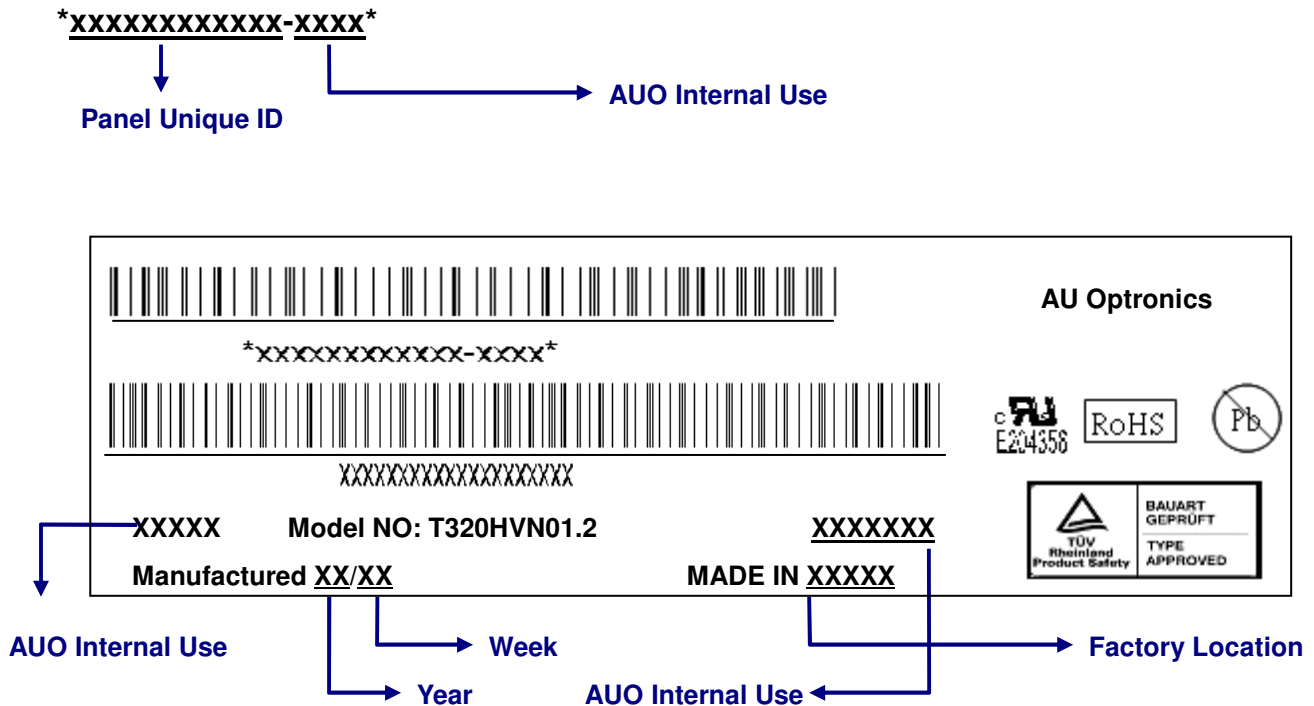 *xxxxxxxxxxxx-xxxx*
AUO Internal Use
Panel Unique ID
AU Optronics
*xxxxxxxxxxxx-xxxx*
c
E204356
RoHS
Pb
XXXXXXXXXXXXXXXXXXXX
XXXXX Model NO: T320HVN01.2 XXXXXXX
Manufactured XX/XX MADE IN XXXXX
TÜV
Rheinland
Product Safety
BAUART
GEPRÜFT
TYPE
APPROVED
AUO Internal Use
Week
Factory Location
Year
AUO Internal Use